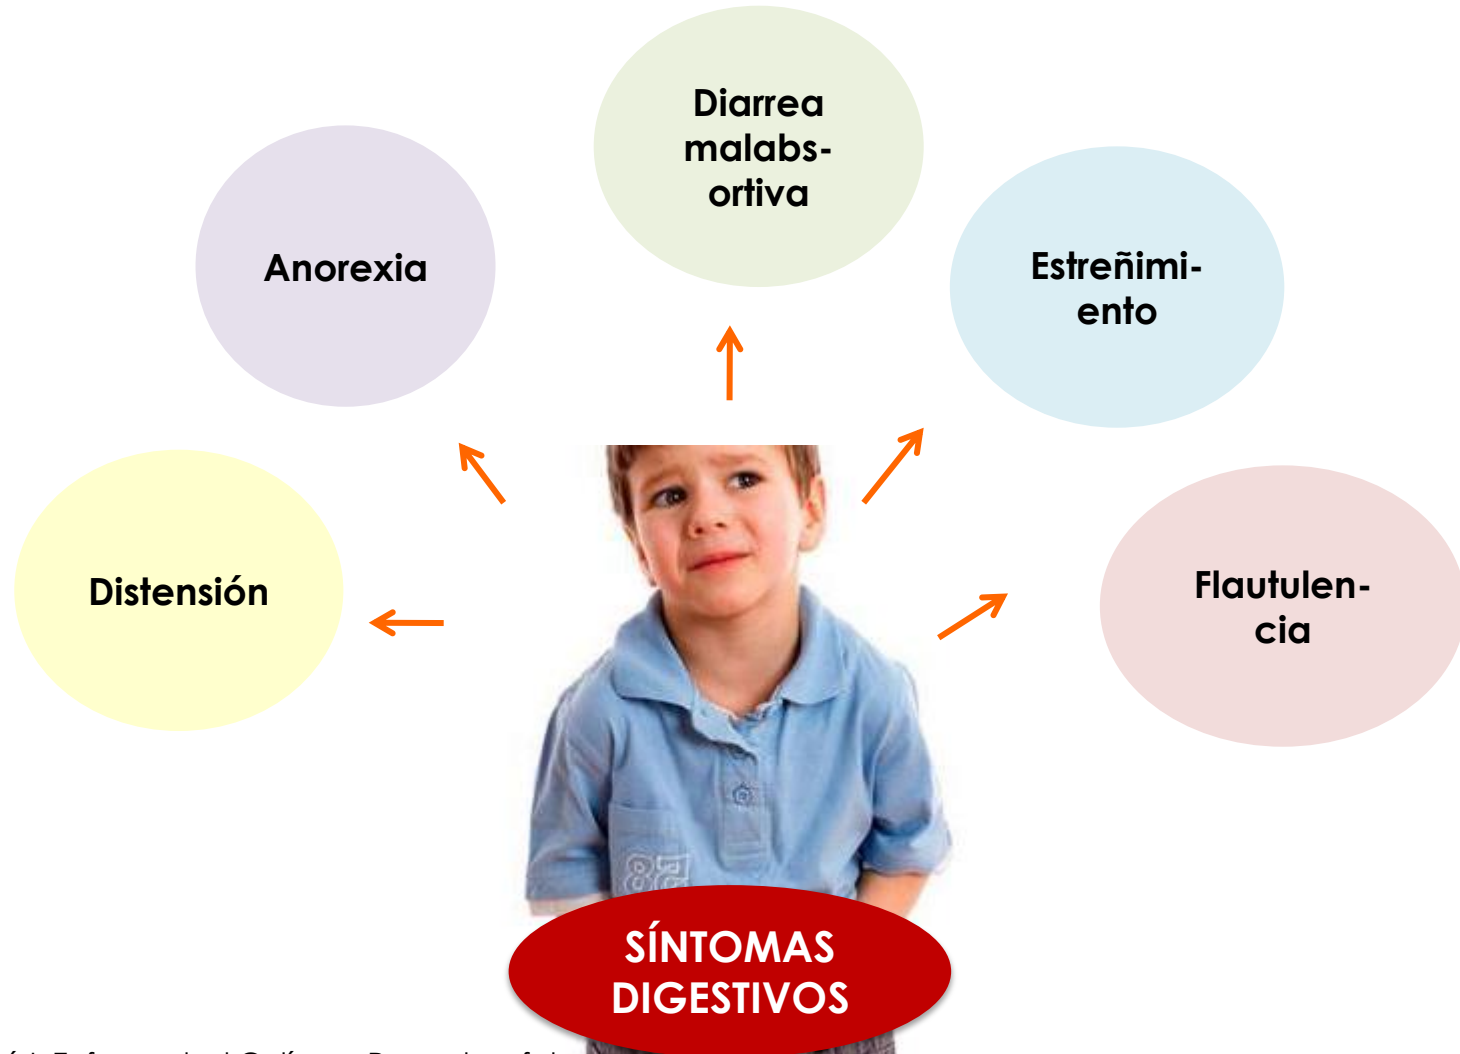 Diarrea
malabs-
ortiva
Anorexia
Estreñimi-
ento
Distensión
Flautulen-
cia
SÍNTOMAS
DIGESTIVOS